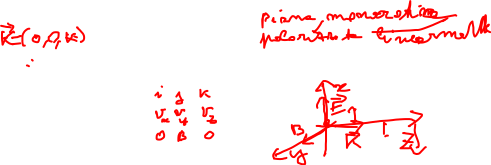 piana, monocromatica
polarizzata linearmente
K=(0,0,K)
i j K
Vx Vy Vz
0 B 0
x
E
B
K
Z
y